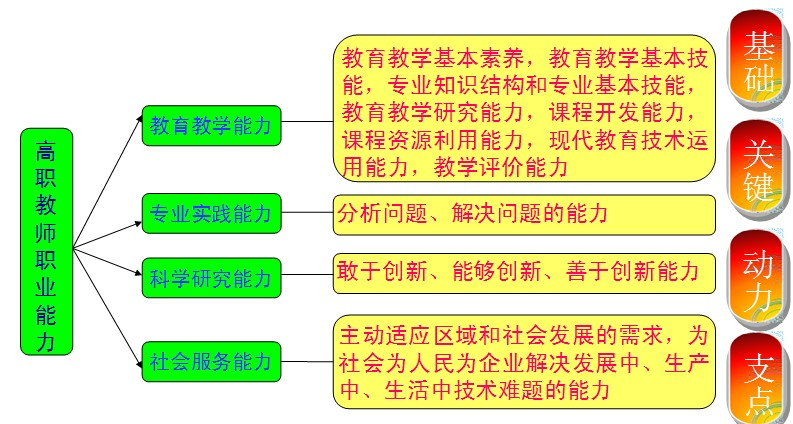 高职教师职业能力
教育教学能力
教育教学基本素养，教育教学基本技
能，专业知识结构和专业基本技能，
教育教学研究能力，课程开发能力，
课程资源利用能力，现代教育技术运
用能力，教学评价能力
基础
专业实践能力
分析问题、解决问题的能力
关键
科学研究能力
敢于创新、能够创新、善于创新能力
动力
社会服务能力
主动适应区域和社会发展的需求，为
社会为人民为企业解决发展中、生产
中、生活中技术难题的能力
支点